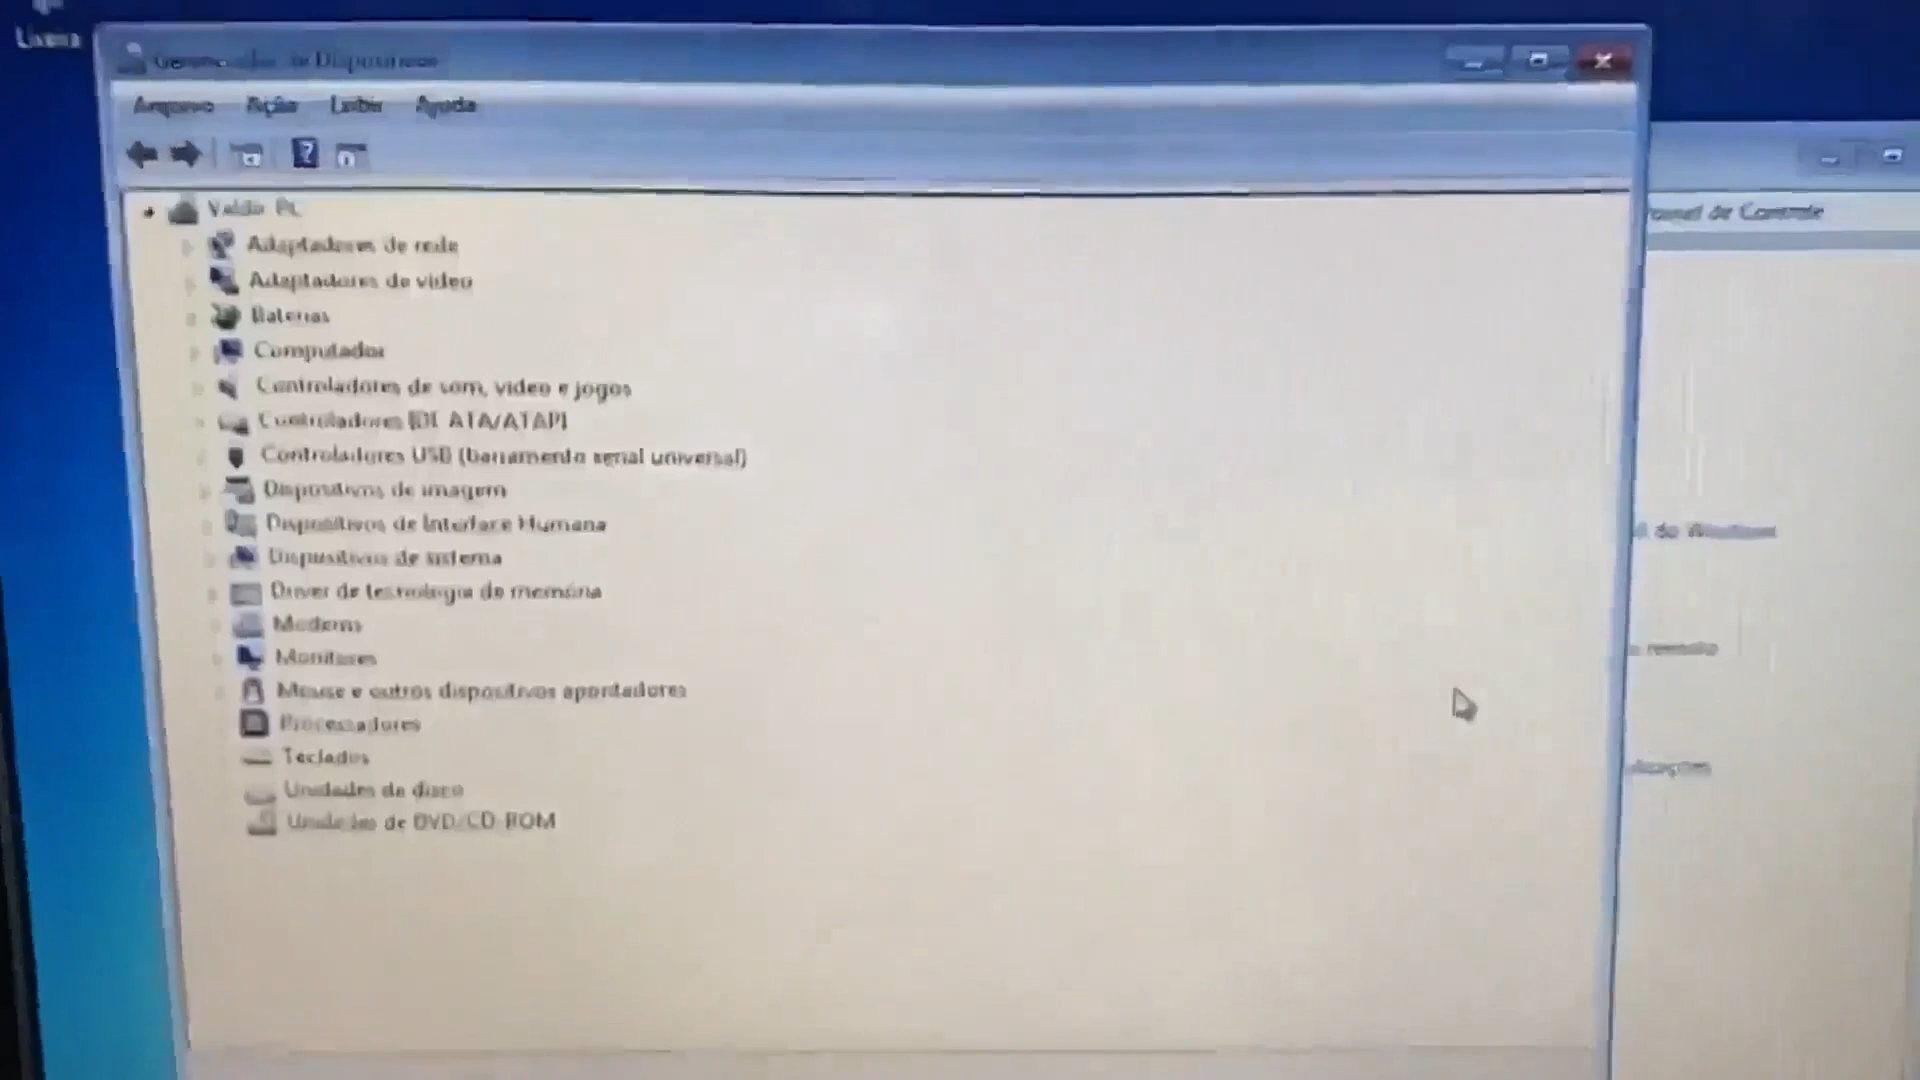 Lixeira
Gerenciador de Dispositivos
Arquivo Ação Exibir Ajuda
Adaptadores de rede
Adaptadores de vídeo
Baterias
Computador
Controladores de som, vídeo e jogos
Controladores IDE ATA/ATAPI
Controladores USB (barramento serial universal)
Dispositivos de imagem
Dispositivos de Interface Humana
Dispositivos de sistema
Driver de tecnologia de memória
Modems
Monitores
Mouse e outros dispositivos apontadores
Processadores
Teclados
Unidades de disco
Unidades de DVD/CD-ROM
Painel de Controle
do Windows
remoto